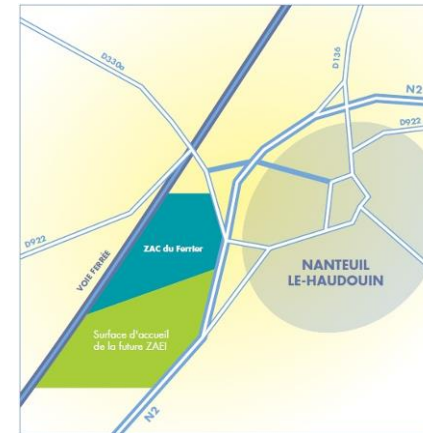 D330a
D136
N2
D922
D922
VOIE FERRÉE
ZAC du Ferrier
NANTEUIL
LE-HAUDOUIN
Surface d'accueil
de la future ZAEI
N2